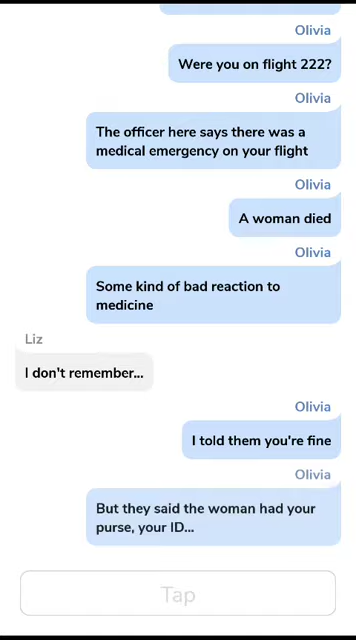 Olivia
Were you on flight 222?
Olivia
The officer here says there was a
medical emergency on your flight
Olivia
A woman died
Olivia
Some kind of bad reaction to
medicine
Liz
I don't remember...
Olivia
I told them you're fine
Olivia
But they said the woman had your
purse, your ID...
Tap